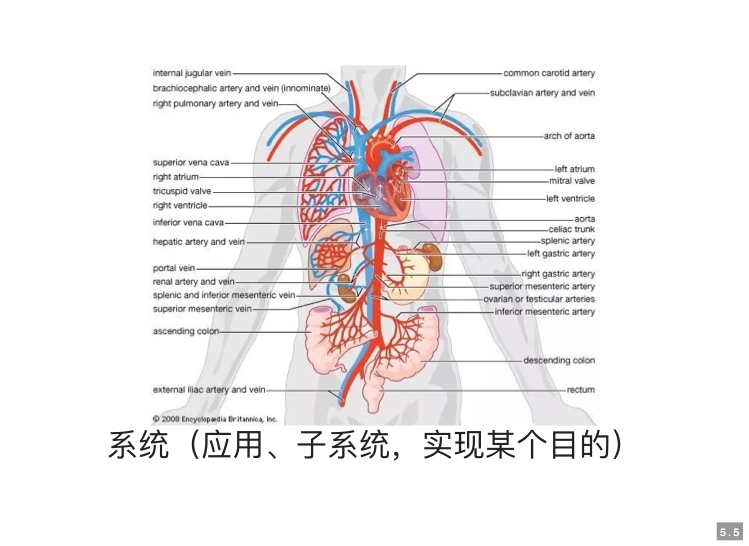 internal jugular vein
brachiocephalic artery and vein (innominate)
right pulmonary artery and vein
superior vena cava
right atrium
tricuspid valve
right ventricle
inferior vena cava
hepatic artery and vein
portal vein
renal artery and vein
splenic and inferior mesenteric vein
superior mesenteric vein
ascending colon
external iliac artery and vein
common carotid artery
subclavian artery and vein
arch of aorta
left atrium
mitral valve
left ventricle
aorta
celiac trunk
splenic artery
left gastric artery
right gastric artery
superior mesenteric artery
ovarian or testicular arteries
inferior mesenteric artery
descending colon
rectum
© 2008 Encyclopædia Britannica, Inc.
系统（应用、子系统，实现某个目的）
5.5